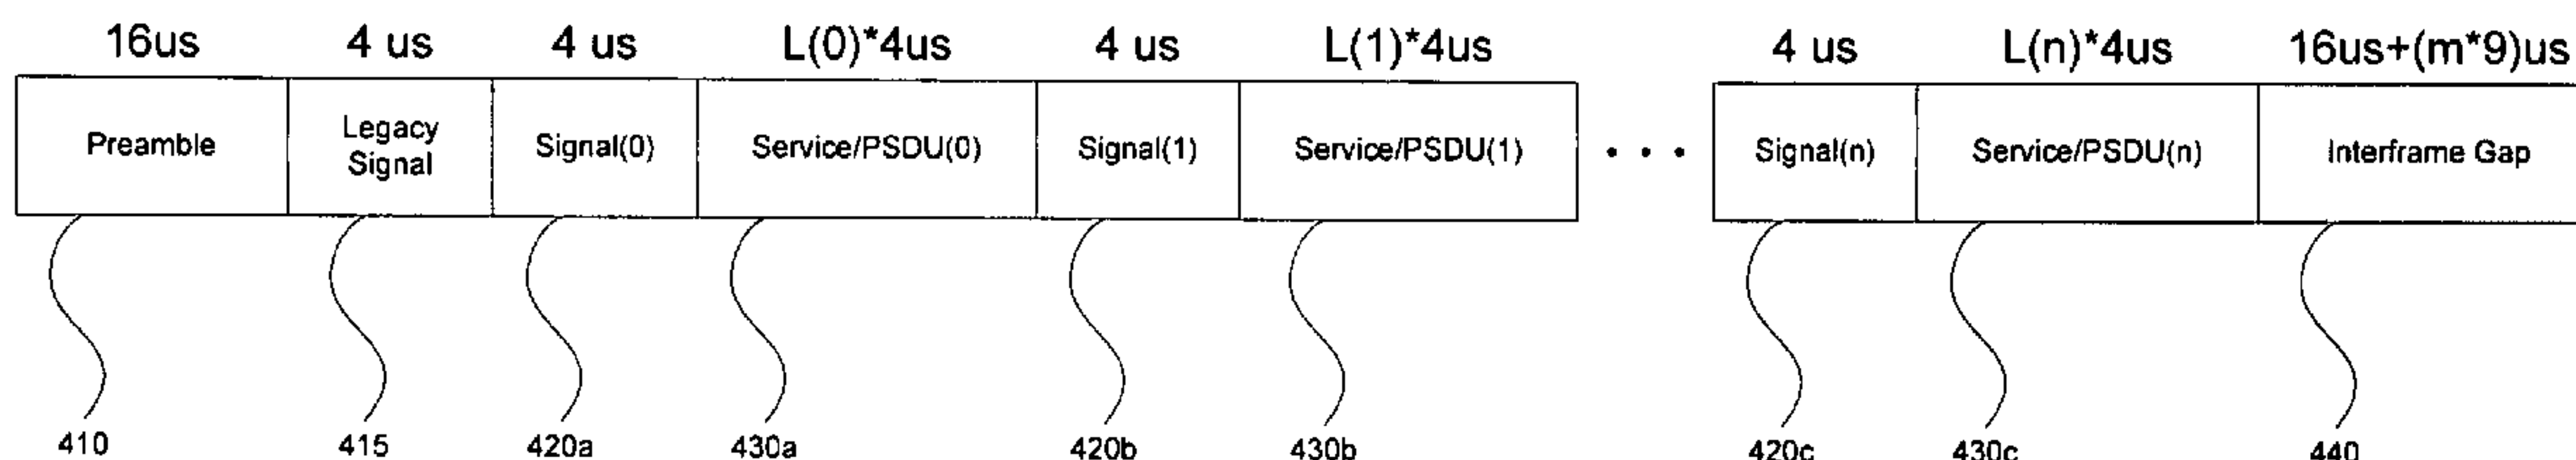 16us 4 us 4 us L(0)*4us 4 us L(1)*4us 4 us L(n)*4us 16us+(m*9)us
Preamble Legacy Signal Signal(0) Service/PSDU(0) Signal(1) Service/PSDU(1) • • • Signal(n) Service/PSDU(n) Interframe Gap
410 415 420a 430a 420b 430b 420c 430c 440